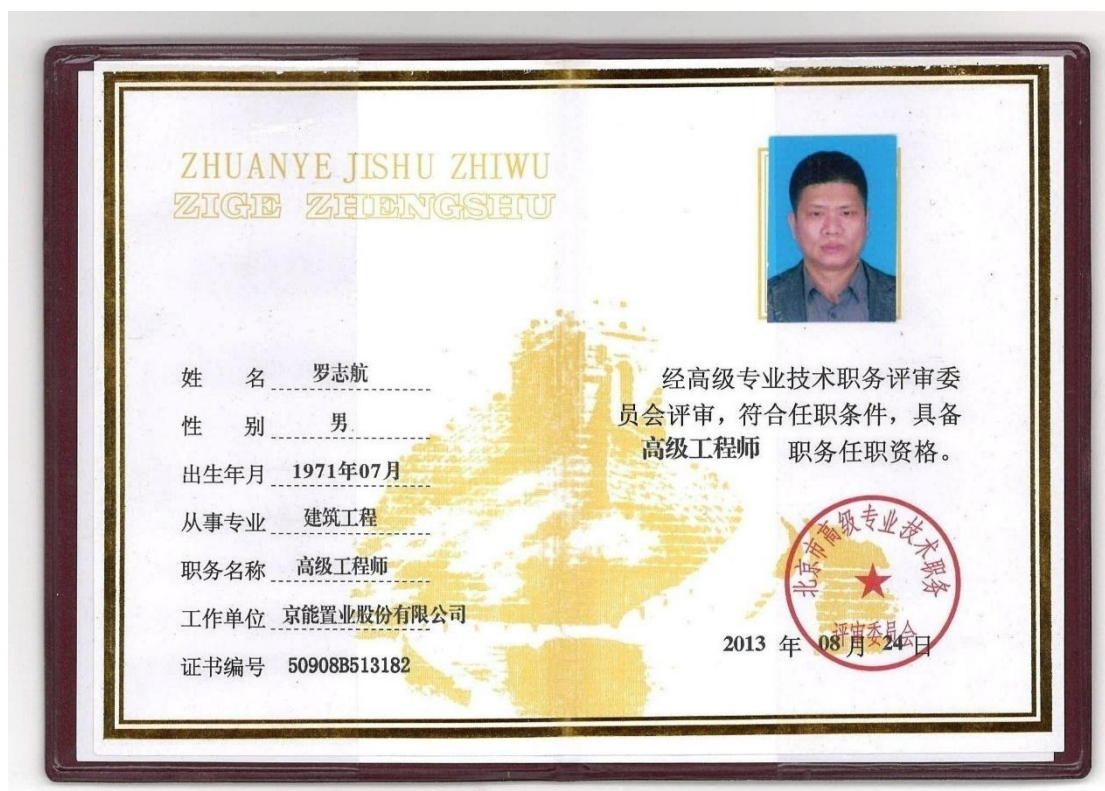 ZHUANYE JISHU ZHIWU
ZIGE ZHENGSHU
姓 名 罗志航
性 别 男
出生年月 1971年07月
从事专业 建筑工程
职务名称 高级工程师
工作单位 京能置业股份有限公司
证书编号 50908B513182
经高级专业技术职务评审委
员会评审，符合任职条件，具备
高级工程师 职务任职资格。
北京市高级专业技术职务
评审委员会
2013 年 08 月 24 日